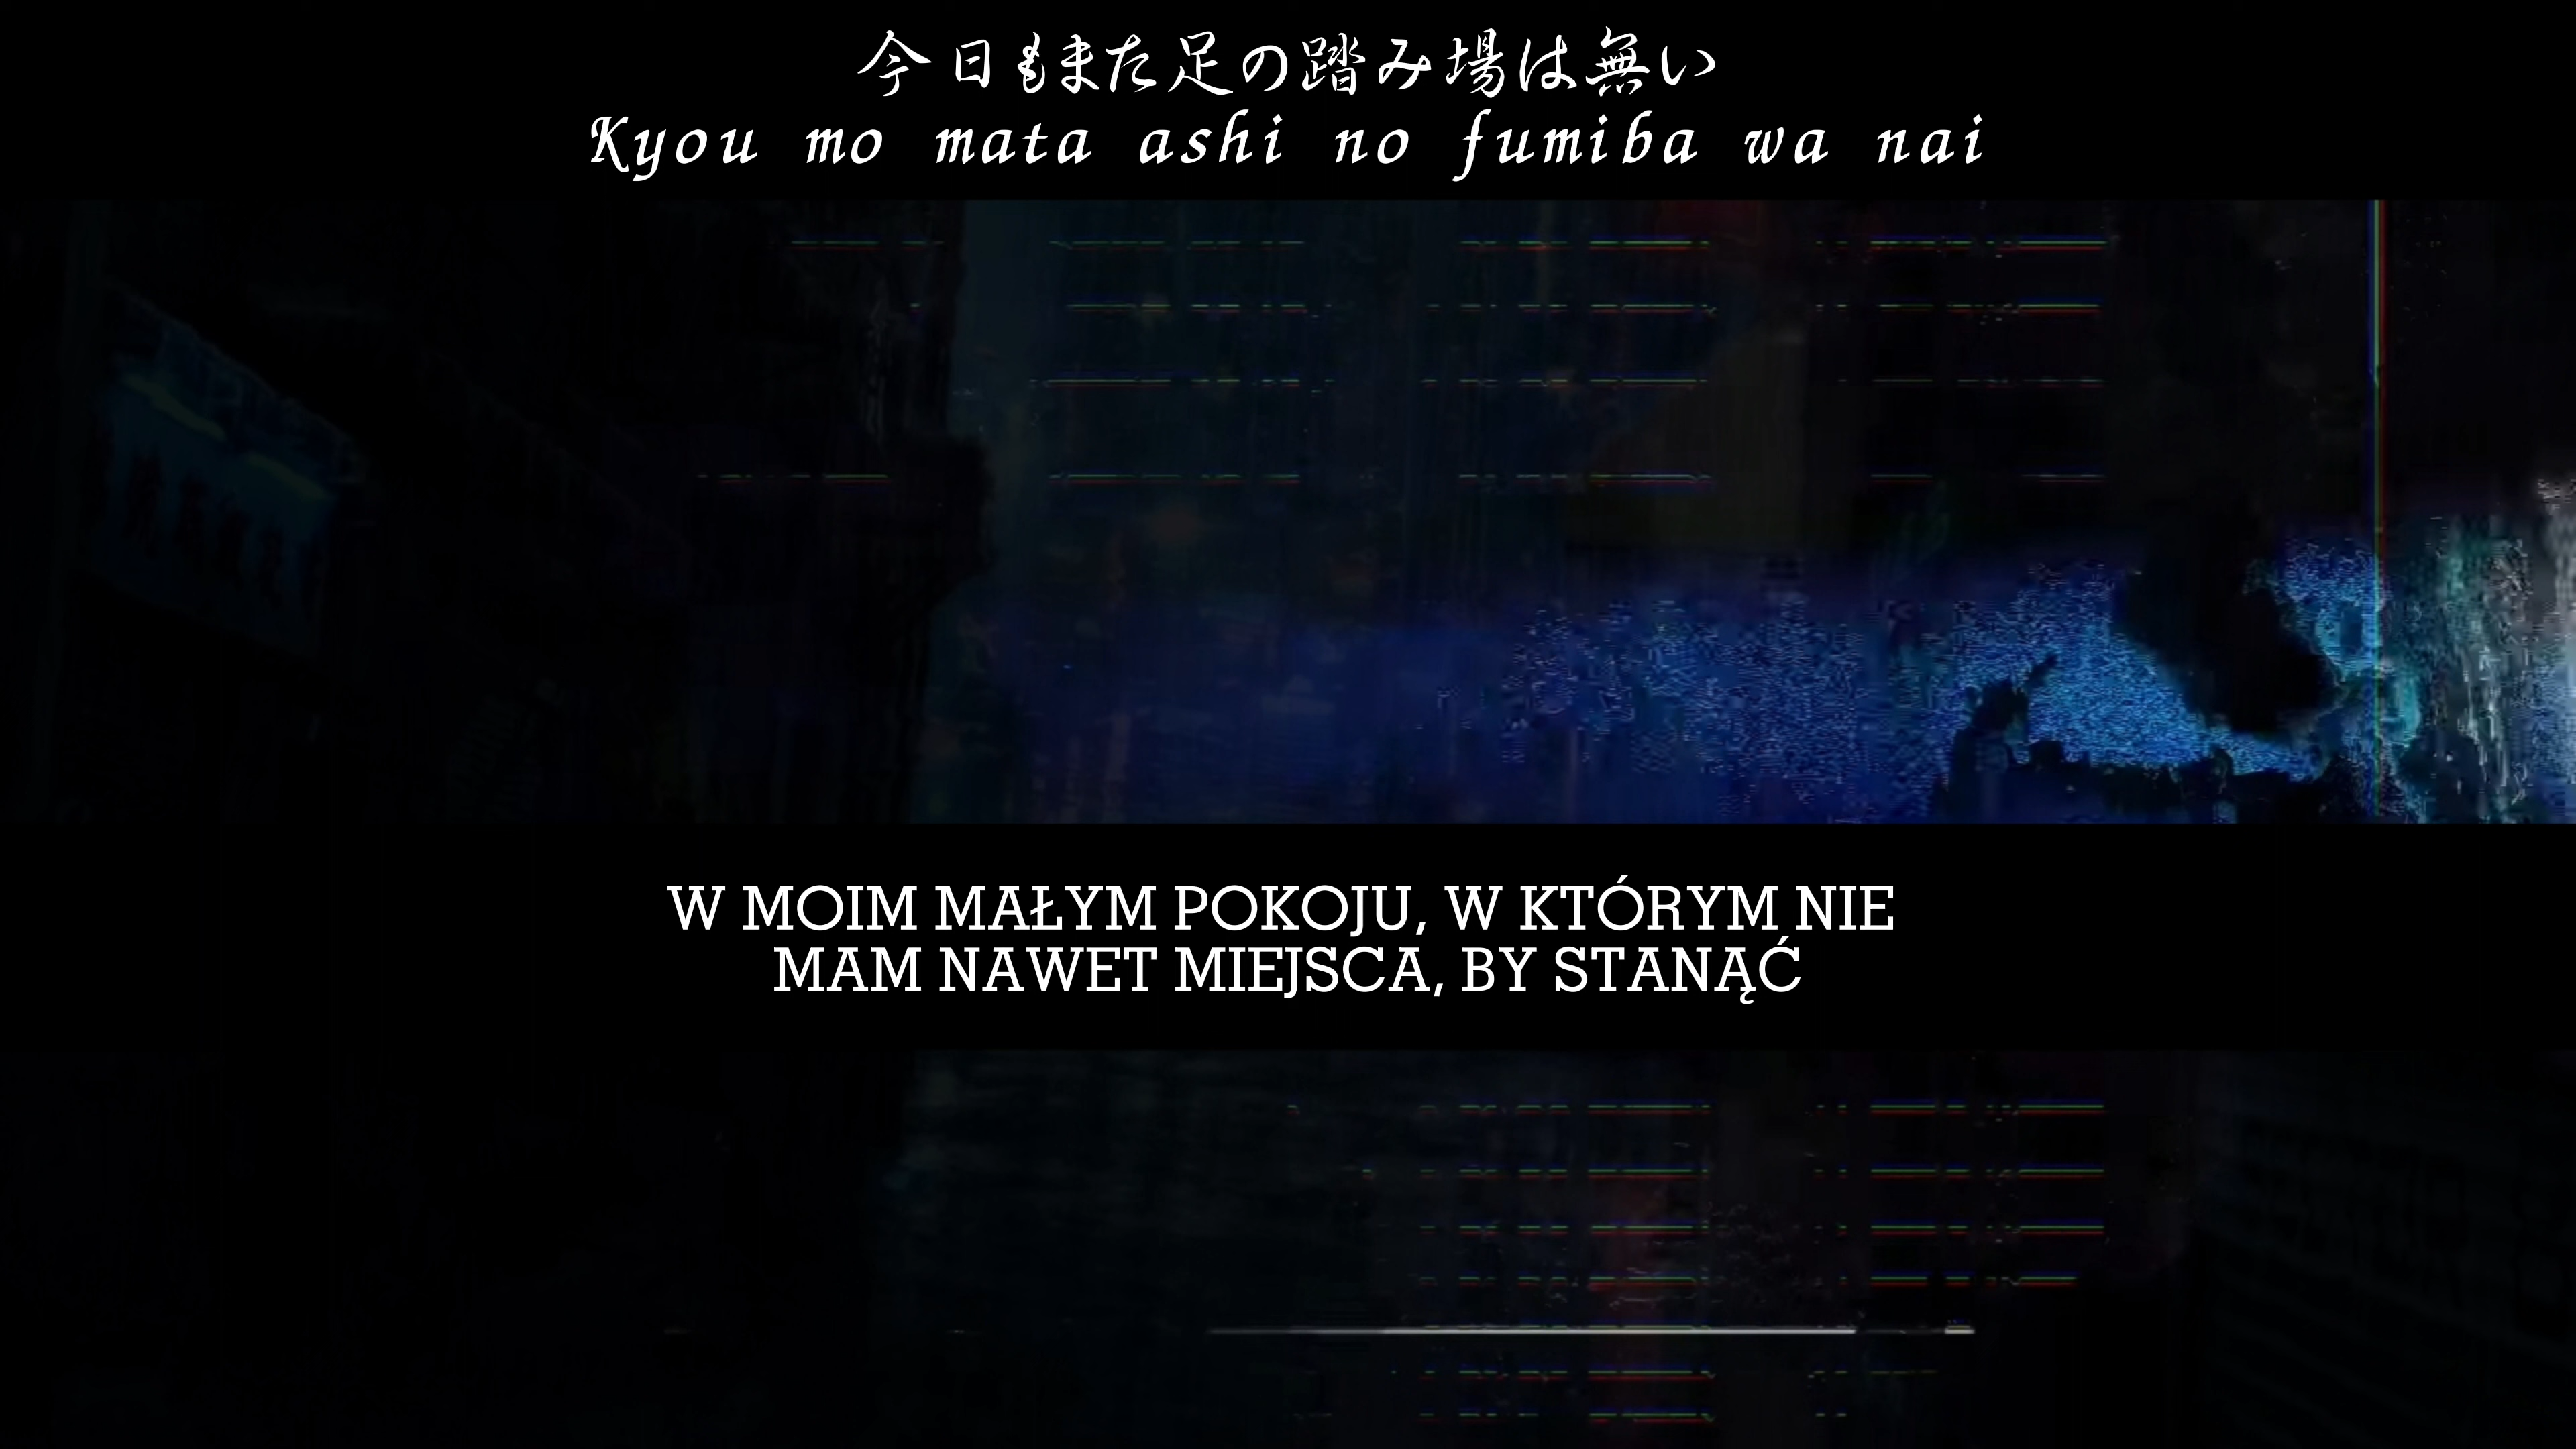 今日もまた足の踏み場は無い
Kyou mo mata ashi no fumiba wa nai
W MOIM MAŁYM POKOJU, W KTÓRYM NIE
MAM NAWET MIEJSCA, BY STANĄĆ